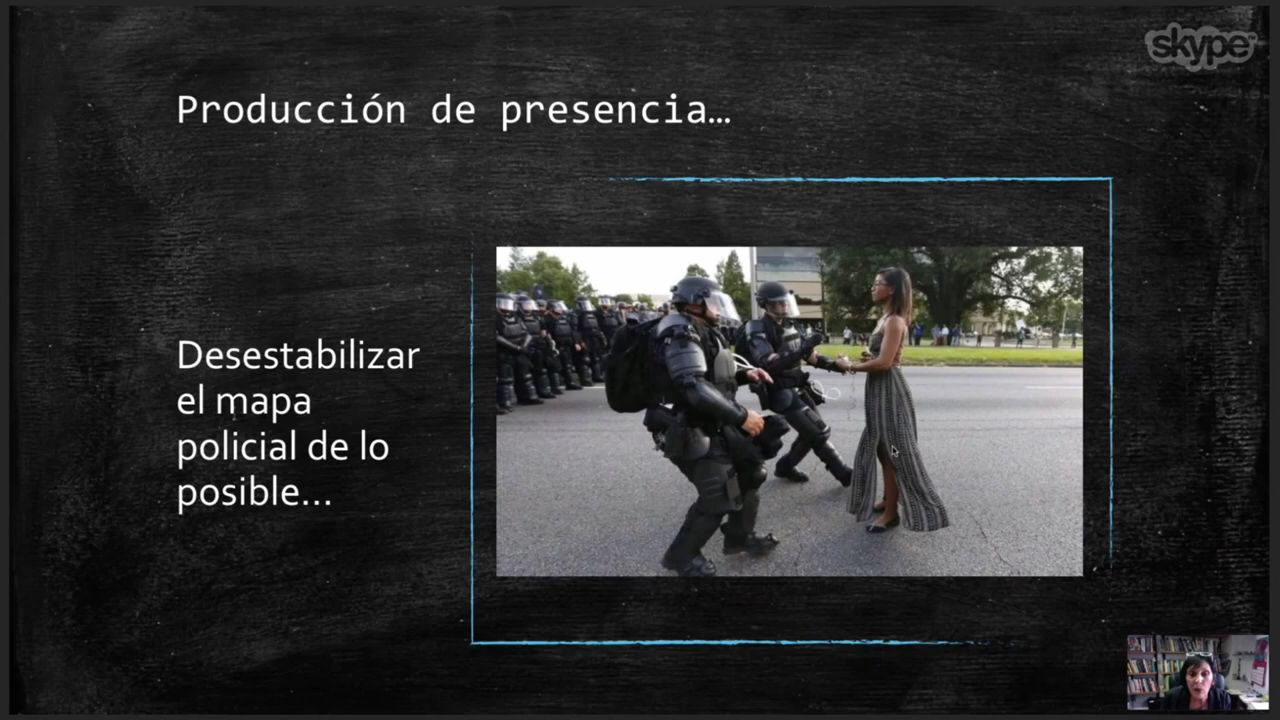 skype
Producción de presencia…
Desestabilizar
el mapa
policial de lo
posible…